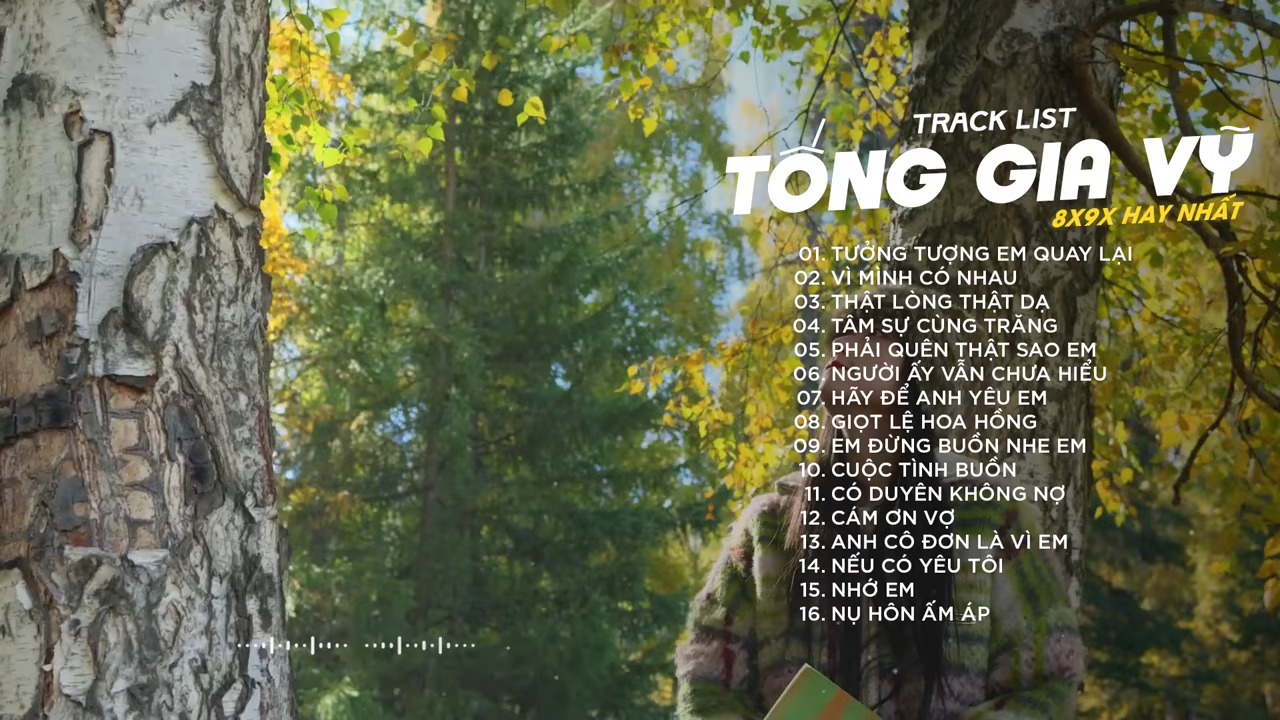 TRACK LIST
TỐNG GIA VỸ
8X9X HAY NHẤT
01. TƯỞNG TƯỢNG EM QUAY LẠI
02. VÌ MÌNH CÓ NHAU
03. THẬT LÒNG THẬT DẠ
04. TÂM SỰ CÙNG TRĂNG
05. PHẢI QUÊN THẬT SAO EM
06. NGƯỜI ẤY VẪN CHƯA HIỂU
07. HÃY ĐỂ ANH YÊU EM
08. GIỌT LỆ HOA HỒNG
09. EM ĐỪNG BUỒN NHE EM
10. CUỘC TÌNH BUỒN
11. CÓ DUYÊN KHÔNG NỢ
12. CÁM ƠN VỢ
13. ANH CÔ ĐƠN LÀ VÌ EM
14. NẾU CÓ YÊU TÔI
15. NHỚ EM
16. NỤ HÔN ẤM ÁP